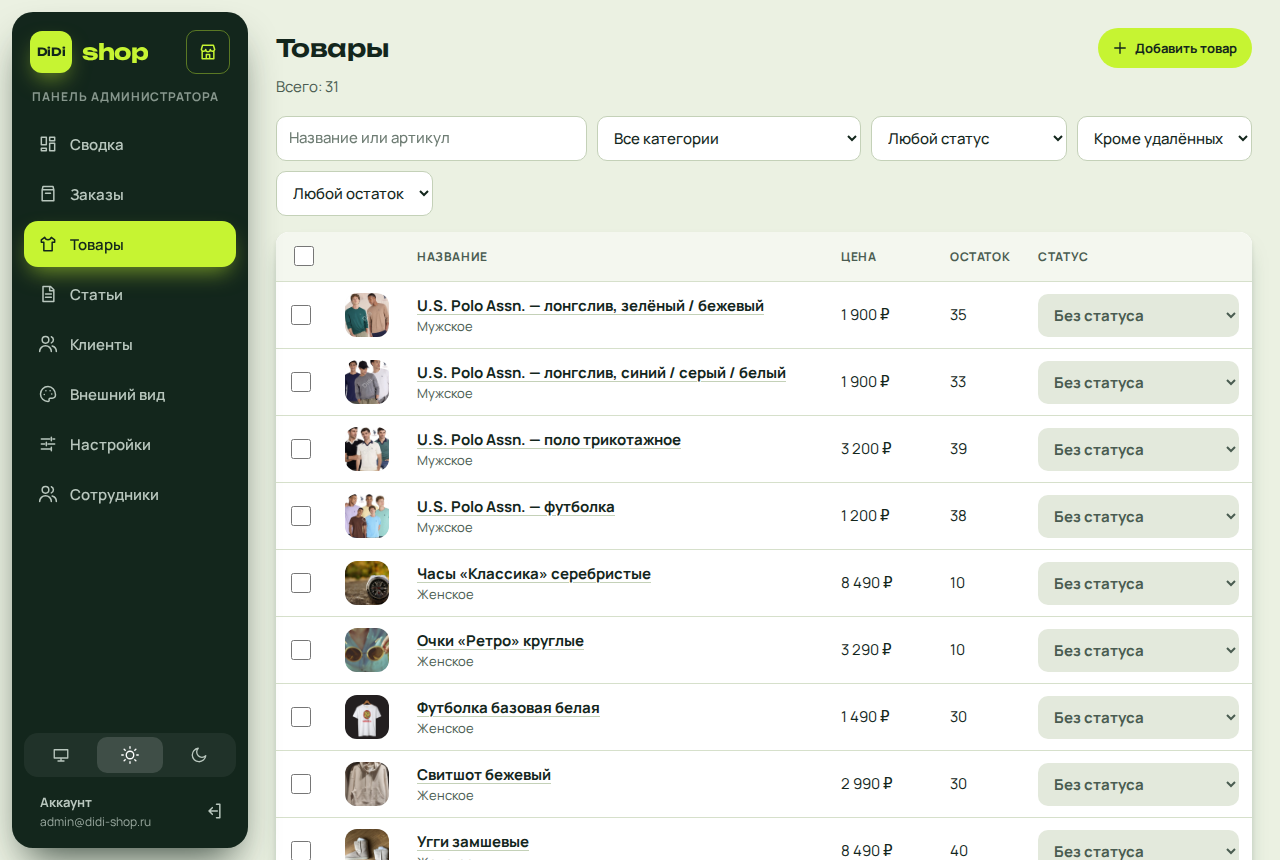 DiDi shop
ПАНЕЛЬ АДМИНИСТРАТОРА
Сводка
Заказы
Товары
Статьи
Клиенты
Внешний вид
Настройки
Сотрудники
Аккаунт
admin@didi-shop.ru
Товары
Добавить товар
Всего: 31
Название или артикул
Все категории
Любой статус
Кроме удалённых
Любой остаток
НАЗВАНИЕ ЦЕНА ОСТАТОК СТАТУС
U.S. Polo Assn. — лонгслив, зелёный / бежевый
Мужское
1 900 ₽ 35 Без статуса
U.S. Polo Assn. — лонгслив, синий / серый / белый
Мужское
1 900 ₽ 33 Без статуса
U.S. Polo Assn. — поло трикотажное
Мужское
3 200 ₽ 39 Без статуса
U.S. Polo Assn. — футболка
Мужское
1 200 ₽ 38 Без статуса
Часы «Классика» серебристые
Женское
8 490 ₽ 10 Без статуса
Очки «Ретро» круглые
Женское
3 290 ₽ 10 Без статуса
Футболка базовая белая
Женское
1 490 ₽ 30 Без статуса
Свитшот бежевый
Женское
2 990 ₽ 30 Без статуса
Угги замшевые
8 490 ₽ 40 Без статуса